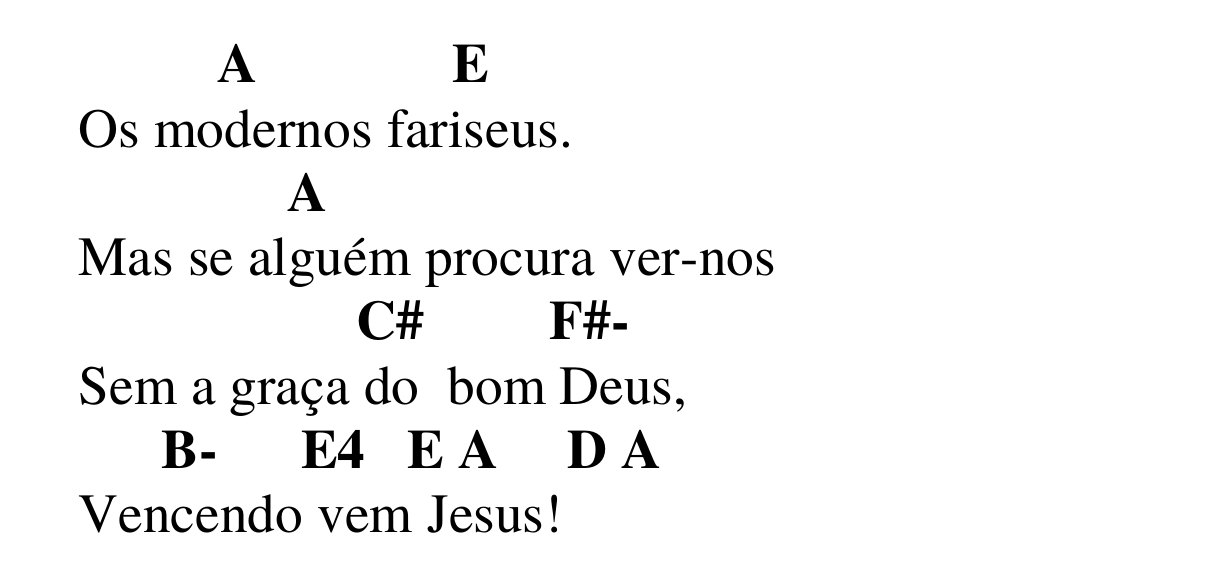 A E
Os modernos fariseus.
A
Mas se alguém procura ver-nos
C# F#-
Sem a graça do  bom Deus,
B- E4 E A D A
Vencendo vem Jesus!